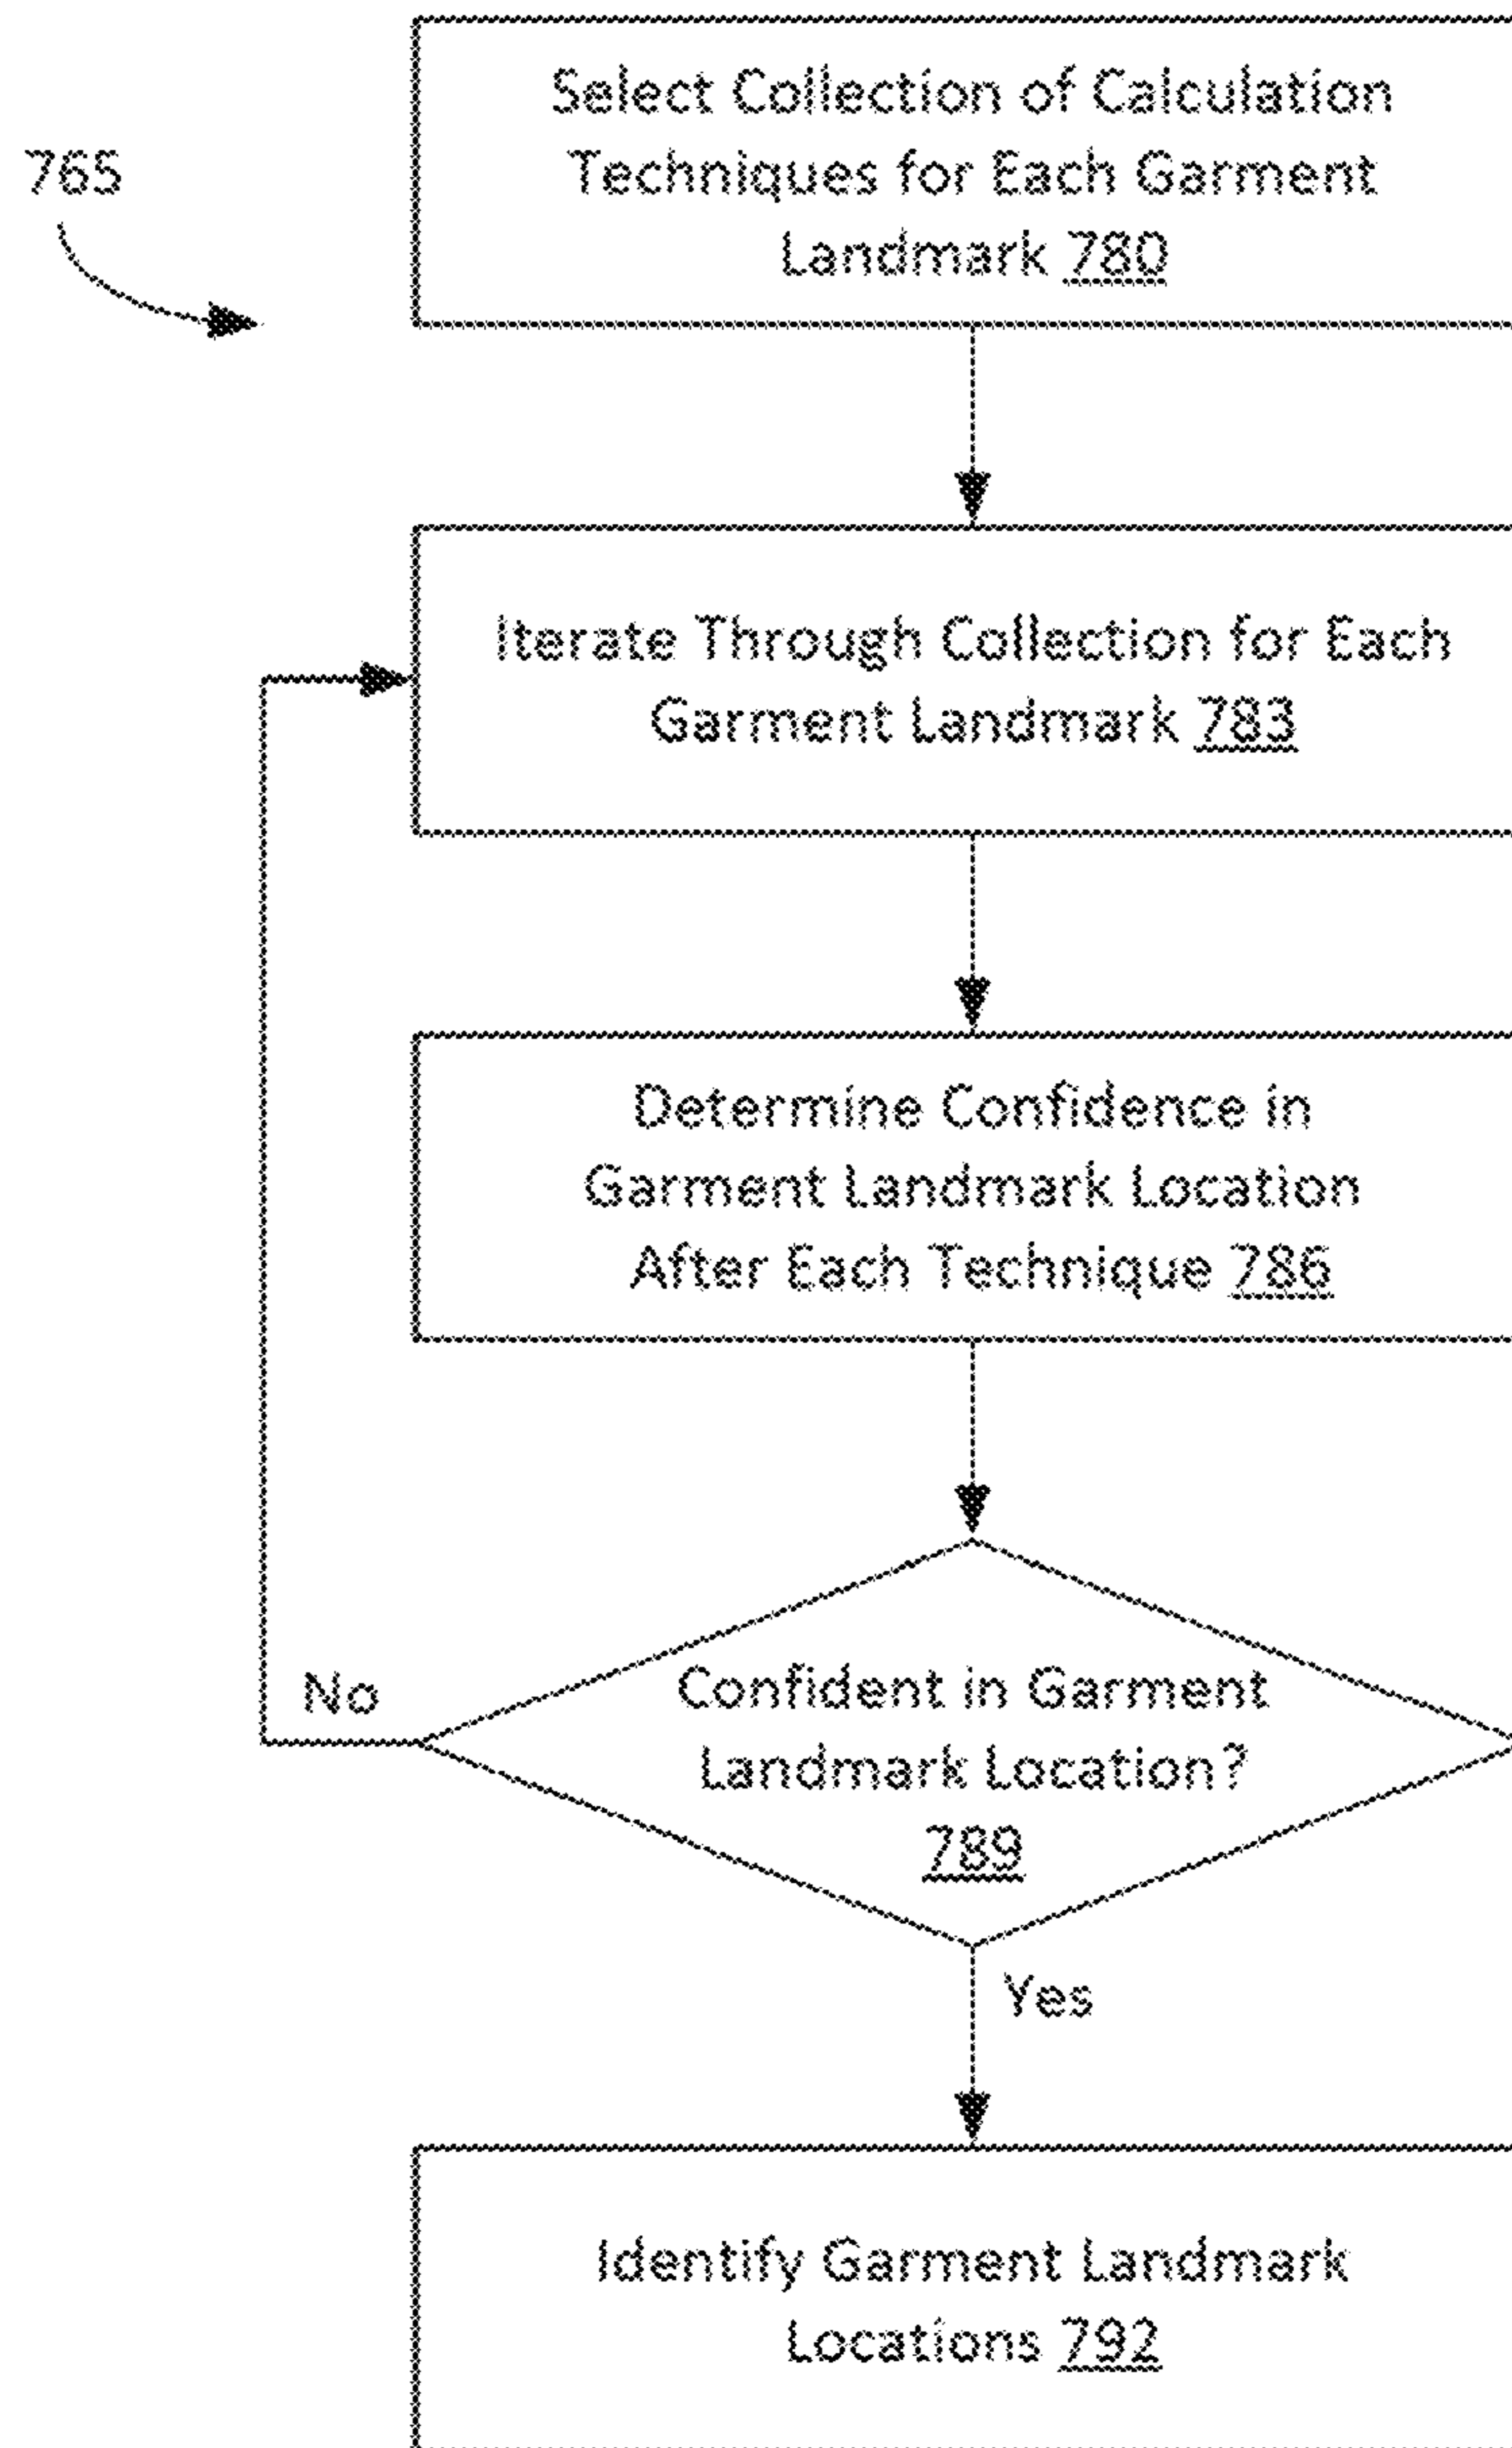 765
Select Collection of Calculation
Techniques for Each Garment
Landmark 780
Iterate Through Collection for Each
Garment Landmark 783
Determine Confidence in
Garment Landmark Location
After Each Technique 786
No
Confident in Garment
Landmark Location?
789
Yes
Identify Garment Landmark
Locations 792